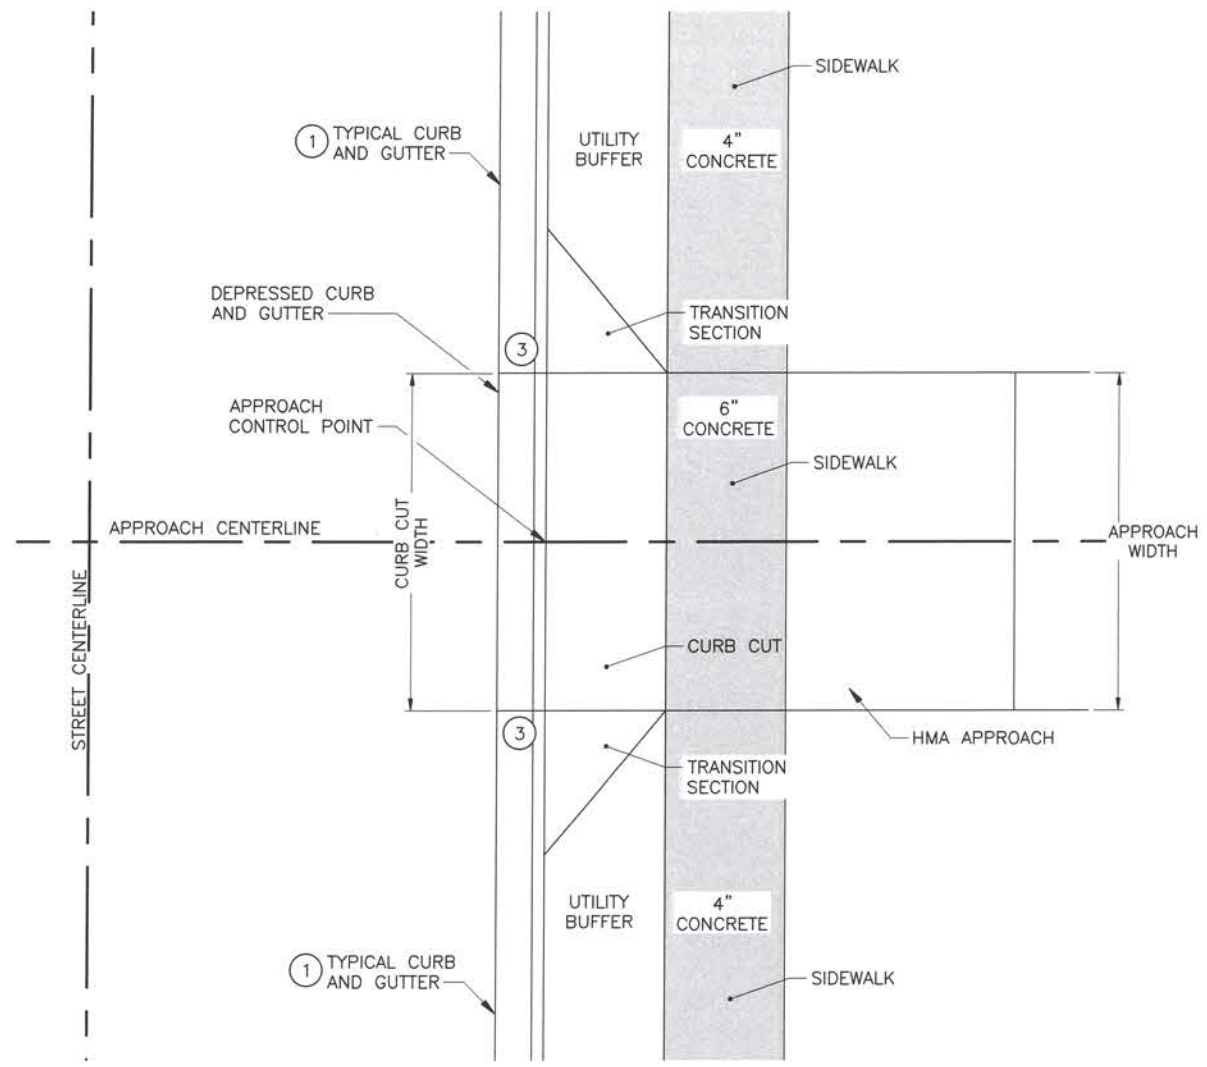 SIDEWALK
1 TYPICAL CURB
AND GUTTER
UTILITY
BUFFER
4"
CONCRETE
DEPRESSED CURB
AND GUTTER
TRANSITION
SECTION
3
APPROACH
CONTROL POINT
6"
CONCRETE
SIDEWALK
APPROACH CENTERLINE
CURB CUT
WIDTH
APPROACH
WIDTH
STREET CENTERLINE
CURB CUT
3
HMA APPROACH
TRANSITION
SECTION
UTILITY
BUFFER
4"
CONCRETE
1 TYPICAL CURB
AND GUTTER
SIDEWALK